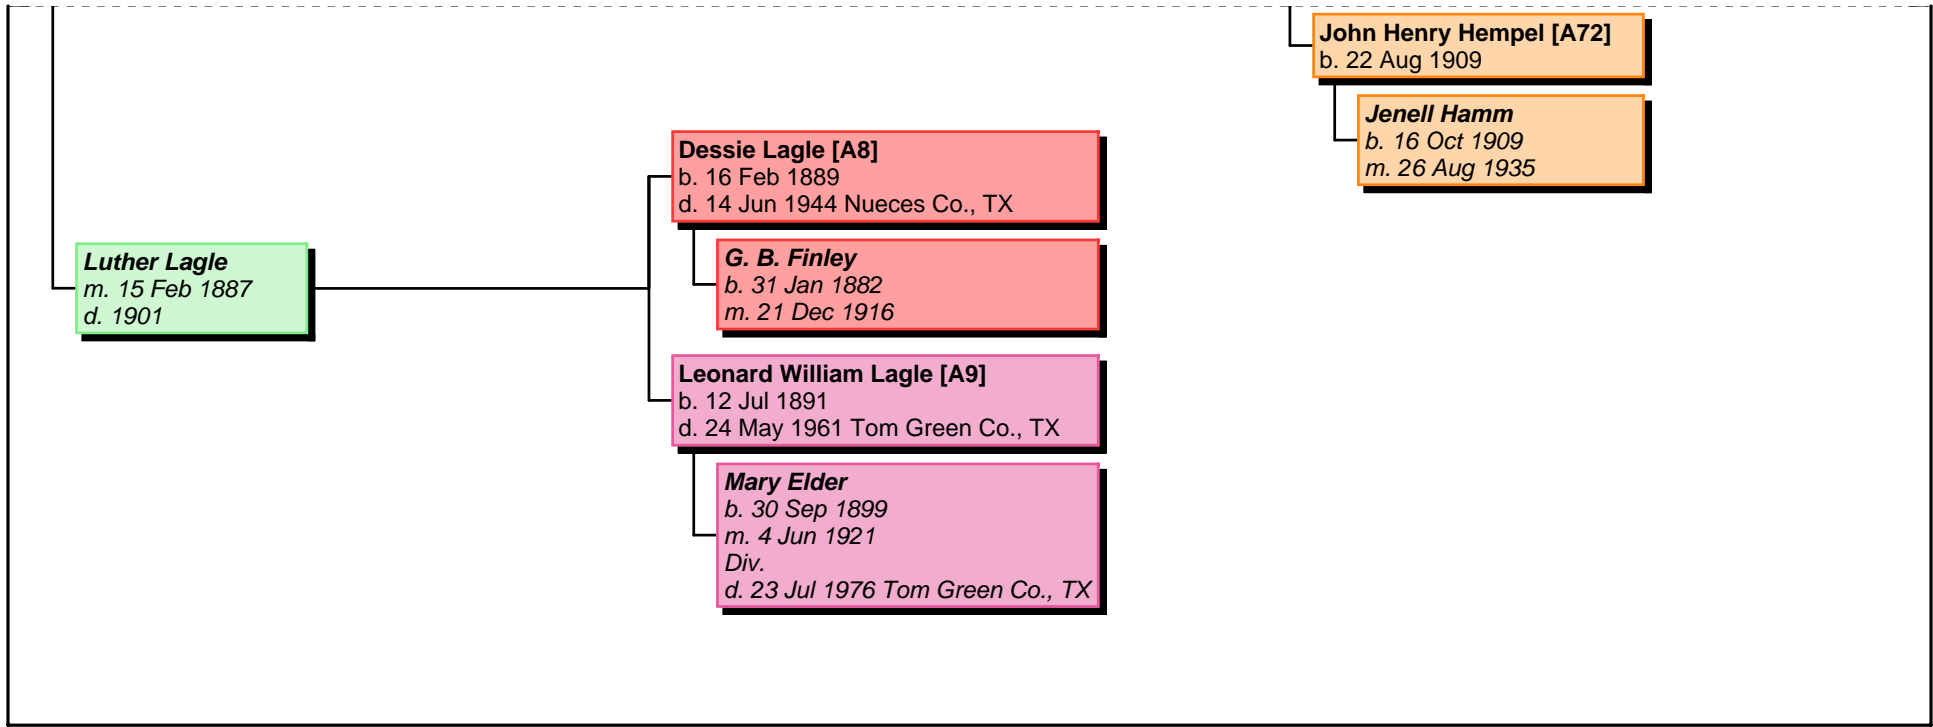 John Henry Hempel [A72]
b. 22 Aug 1909
Jenell Hamm
b. 16 Oct 1909
m. 26 Aug 1935
Dessie Lagle [A8]
b. 16 Feb 1889
d. 14 Jun 1944 Nueces Co., TX
G. B. Finley
b. 31 Jan 1882
m. 21 Dec 1916
Luther Lagle
m. 15 Feb 1887
d. 1901
Leonard William Lagle [A9]
b. 12 Jul 1891
d. 24 May 1961 Tom Green Co., TX
Mary Elder
b. 30 Sep 1899
m. 4 Jun 1921
Div.
d. 23 Jul 1976 Tom Green Co., TX